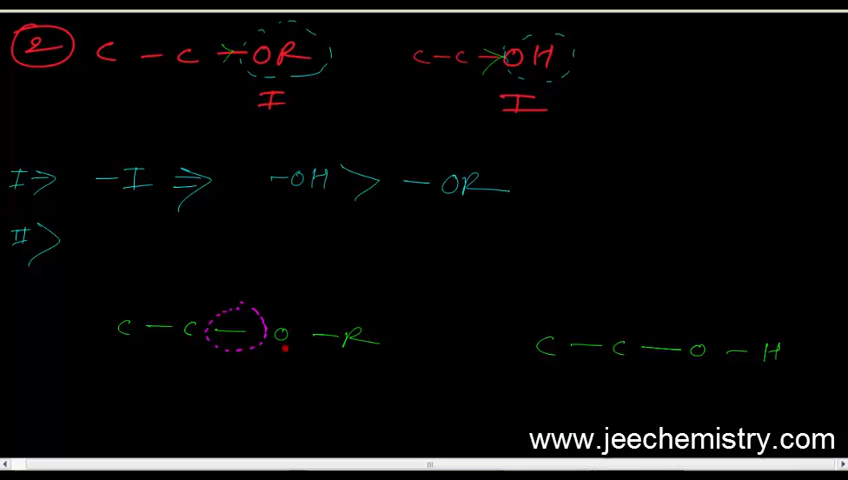 2 C - C - OR C - C - OH
I I
I> -I => -OH > -OR
II>
C - C - O - R C - C - O - H
www.jeechemistry.com